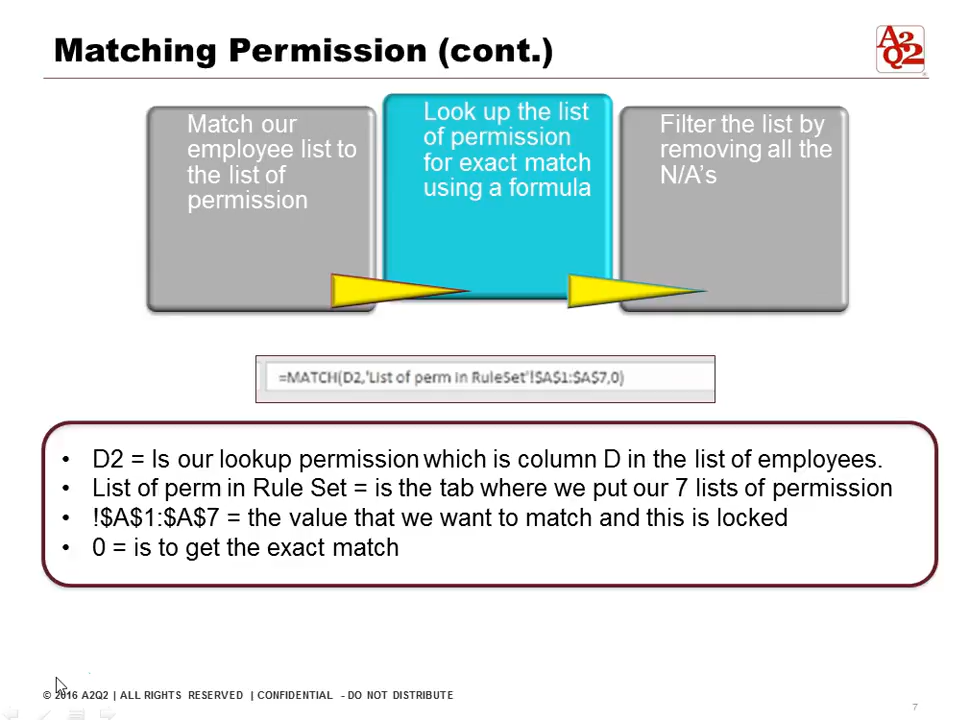 Matching Permission (cont.)
A2Q2
Match our
employee list to
the list of
permission
Look up the list
of permission
for exact match
using a formula
Filter the list by
removing all the
N/A's
=MATCH(D2,'List of perm in RuleSet'!$A$1:$A$7,0)
• D2 = Is our lookup permission which is column D in the list of employees.
• List of perm in Rule Set = is the tab where we put our 7 lists of permission
• !$A$1:$A$7 = the value that we want to match and this is locked
• 0 = is to get the exact match
© 2016 A2Q2 | ALL RIGHTS RESERVED | CONFIDENTIAL - DO NOT DISTRIBUTE
7